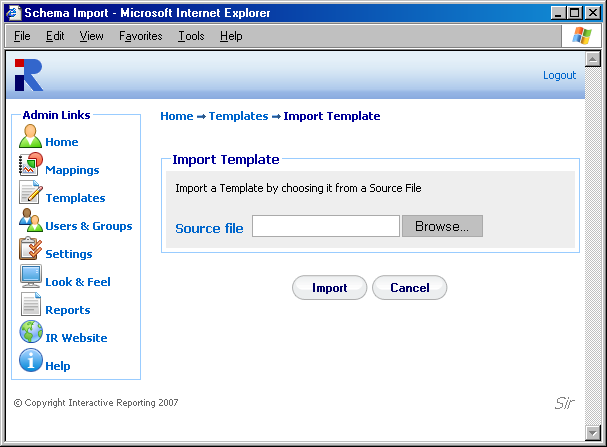 Schema Import - Microsoft Internet Explorer
File Edit View Favorites Tools Help
R
Logout
Admin Links
Home
Mappings
Templates
Users & Groups
Settings
Look & Feel
Reports
IR Website
Help
Home → Templates → Import Template
Import Template
Import a Template by choosing it from a Source File
Source file Browse...
Import Cancel
© Copyright Interactive Reporting 2007
Sir